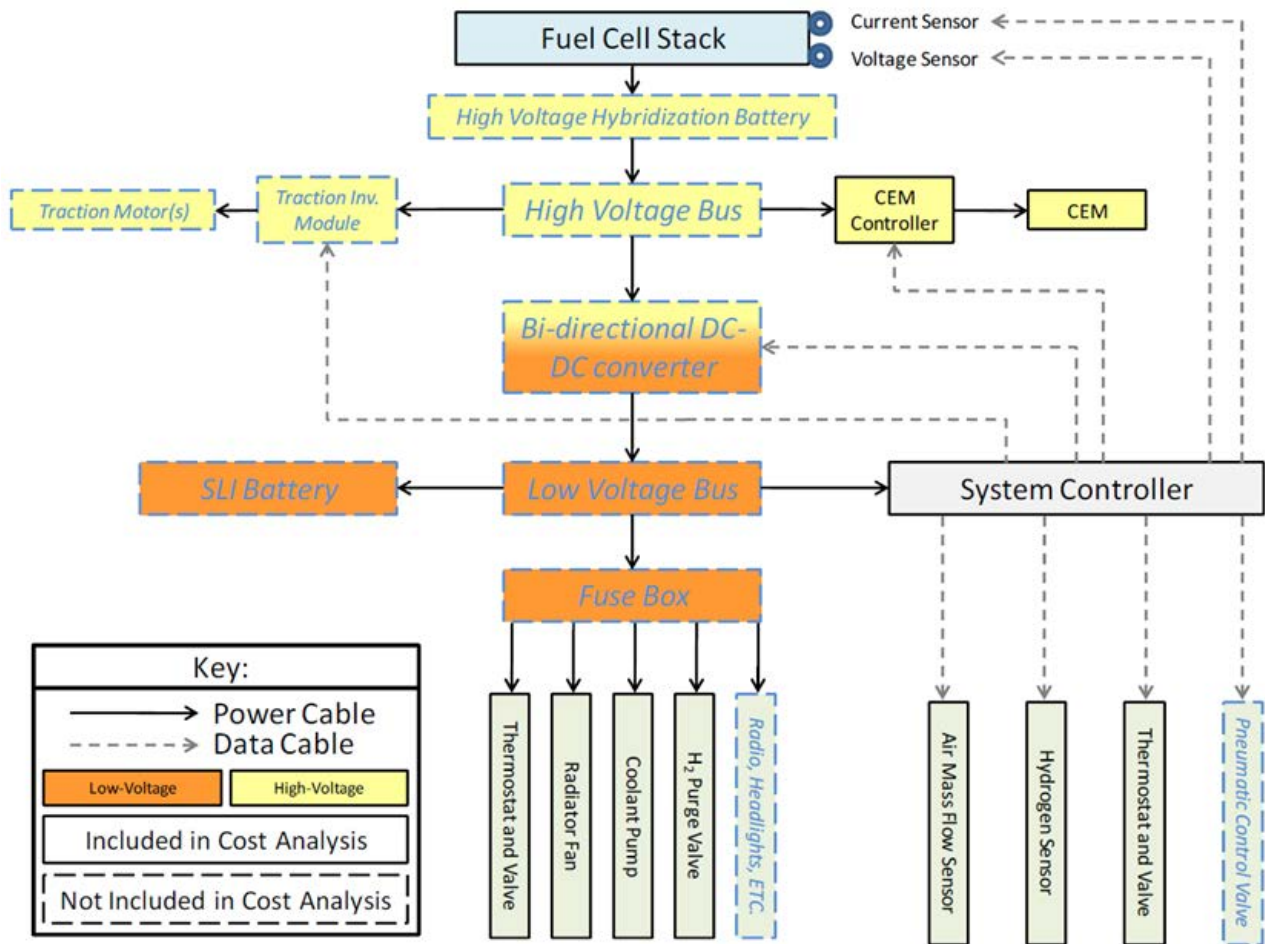 Fuel Cell Stack
Current Sensor
Voltage Sensor
High Voltage Hybridization Battery
Traction Motor(s)
Traction Inv.
Module
High Voltage Bus
CEM
Controller
CEM
Bi-directional DC-
DC converter
SLI Battery
Low Voltage Bus
System Controller
Fuse Box
Thermostat and Valve
Radiator Fan
Coolant Pump
H₂ Purge Valve
Radio, Headlights, ETC.
Air Mass Flow Sensor
Hydrogen Sensor
Thermostat and Valve
Pneumatic Control Valve
Key:
Power Cable
Data Cable
Low-Voltage
High-Voltage
Included in Cost Analysis
Not Included in Cost Analysis